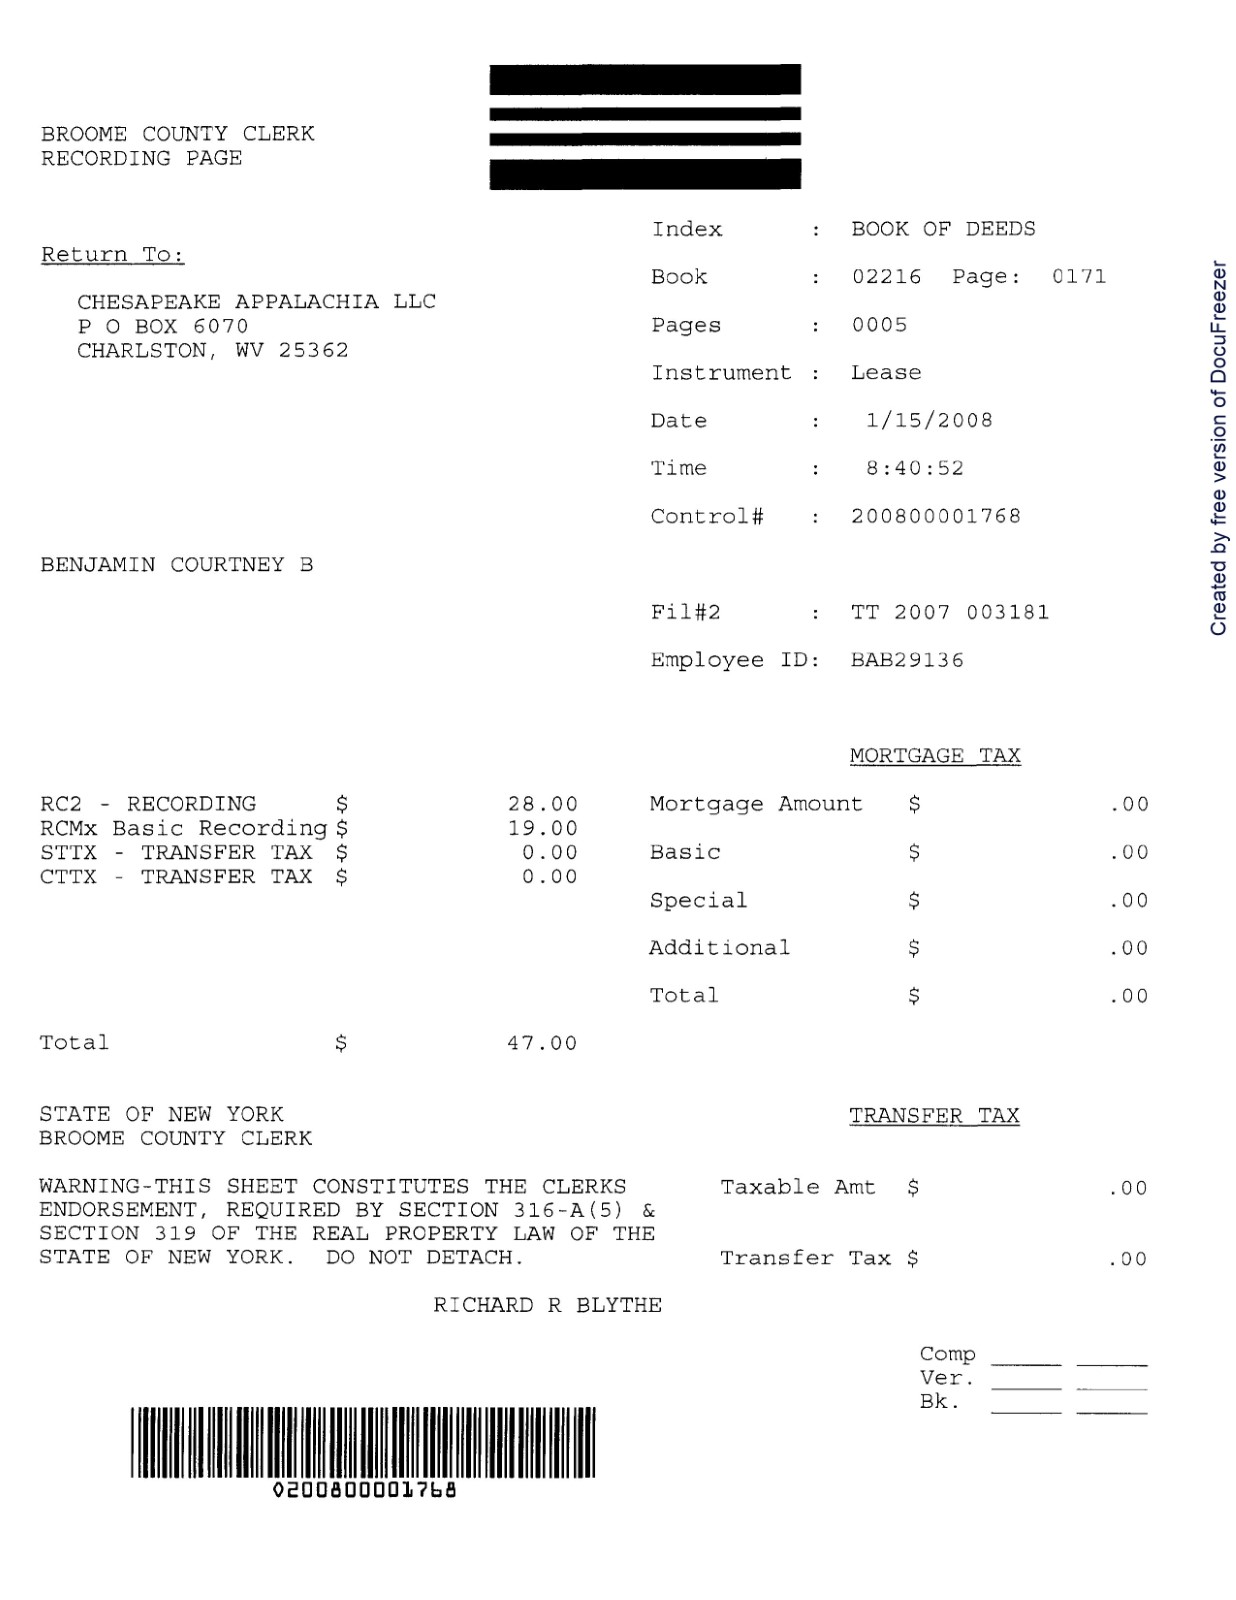 BROOME COUNTY CLERK
RECORDING PAGE
Return To:
CHESAPEAKE APPALACHIA LLC
P O BOX 6070
CHARLSTON, WV 25362
Index : BOOK OF DEEDS
Book : 02216 Page: 0171
Pages : 0005
Instrument : Lease
Date : 1/15/2008
Time : 8:40:52
Control# : 200800001768
BENJAMIN COURTNEY B
Fil#2 : TT 2007 003181
Employee ID: BAB29136
MORTGAGE TAX
RC2 - RECORDING $ 28.00
RCMx Basic Recording $ 19.00
STTX - TRANSFER TAX $ 0.00
CTTX - TRANSFER TAX $ 0.00
Mortgage Amount $ .00
Basic $ .00
Special $ .00
Additional $ .00
Total $ .00
Total $ 47.00
STATE OF NEW YORK
BROOME COUNTY CLERK
WARNING-THIS SHEET CONSTITUTES THE CLERKS
ENDORSEMENT, REQUIRED BY SECTION 316-A(5) &
SECTION 319 OF THE REAL PROPERTY LAW OF THE
STATE OF NEW YORK. DO NOT DETACH.
TRANSFER TAX
Taxable Amt $ .00
Transfer Tax $ .00
RICHARD R BLYTHE
Comp
Ver.
Bk.
0200800001768
Created by free version of DocuFreezer